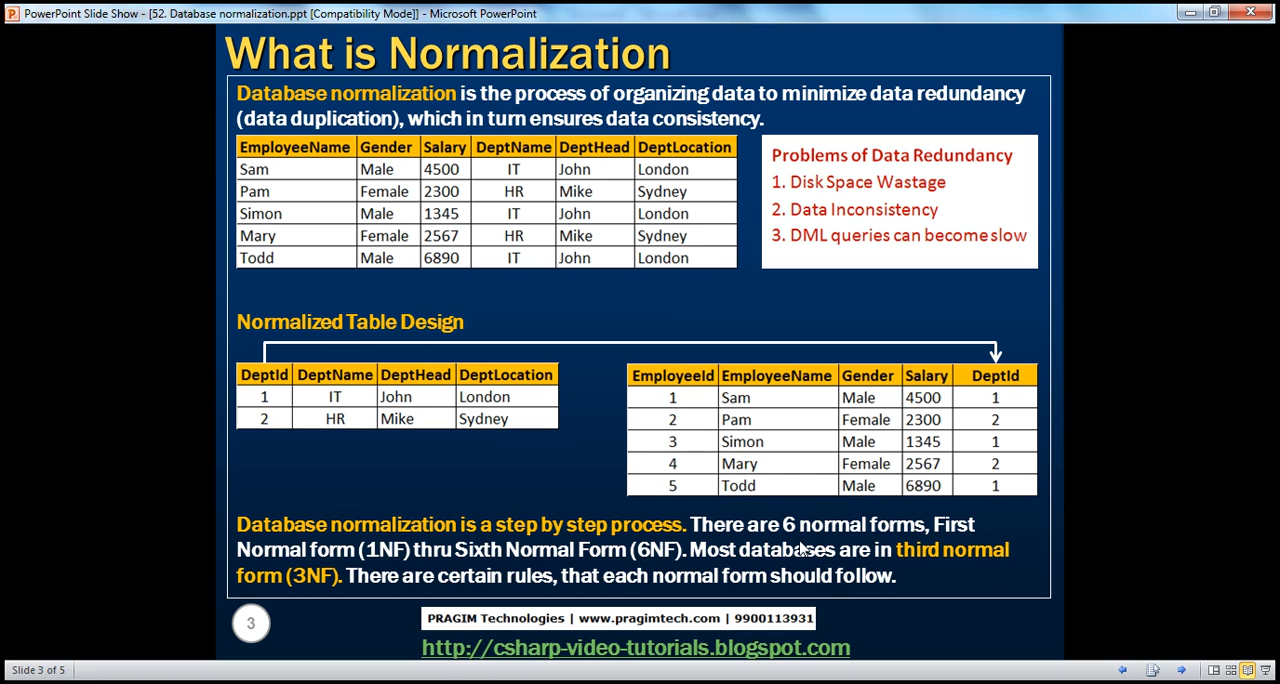 PowerPoint Slide Show - [52. Database normalization.ppt [Compatibility Mode]] - Microsoft PowerPoint
What is Normalization
Database normalization is the process of organizing data to minimize data redundancy
(data duplication), which in turn ensures data consistency.
EmployeeName Gender Salary DeptName DeptHead DeptLocation
Sam Male 4500 IT John London
Pam Female 2300 HR Mike Sydney
Simon Male 1345 IT John London
Mary Female 2567 HR Mike Sydney
Todd Male 6890 IT John London
Problems of Data Redundancy
1. Disk Space Wastage
2. Data Inconsistency
3. DML queries can become slow
Normalized Table Design
DeptId DeptName DeptHead DeptLocation
1 IT John London
2 HR Mike Sydney
EmployeeId EmployeeName Gender Salary DeptId
1 Sam Male 4500 1
2 Pam Female 2300 2
3 Simon Male 1345 1
4 Mary Female 2567 2
5 Todd Male 6890 1
Database normalization is a step by step process. There are 6 normal forms, First
Normal form (1NF) thru Sixth Normal Form (6NF). Most databases are in third normal
form (3NF). There are certain rules, that each normal form should follow.
3
PRAGIM Technologies | www.pragimtech.com | 9900113931
http://csharp-video-tutorials.blogspot.com
Slide 3 of 5